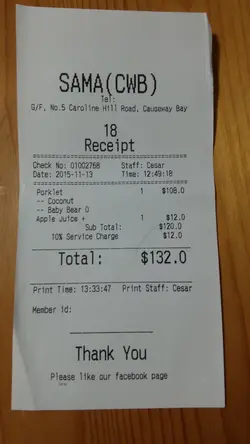 SAMA(CWB)
Tel:
G/F, No.5 Caroline Hill Road, Causeway Bay
18
Receipt
Check No: 01002768 Staff: Cesar
Date: 2015-11-13 Time: 12:49:18
Porklet 1 $108.0
-- Coconut
-- Baby Bear O
Apple Juice + 1 $12.0
Sub Total: $120.0
10% Service Charge $12.0
Total: $132.0
Print Time: 13:33:47 Print Staff: Cesar
Member id:
Thank You
Please like our facebook page